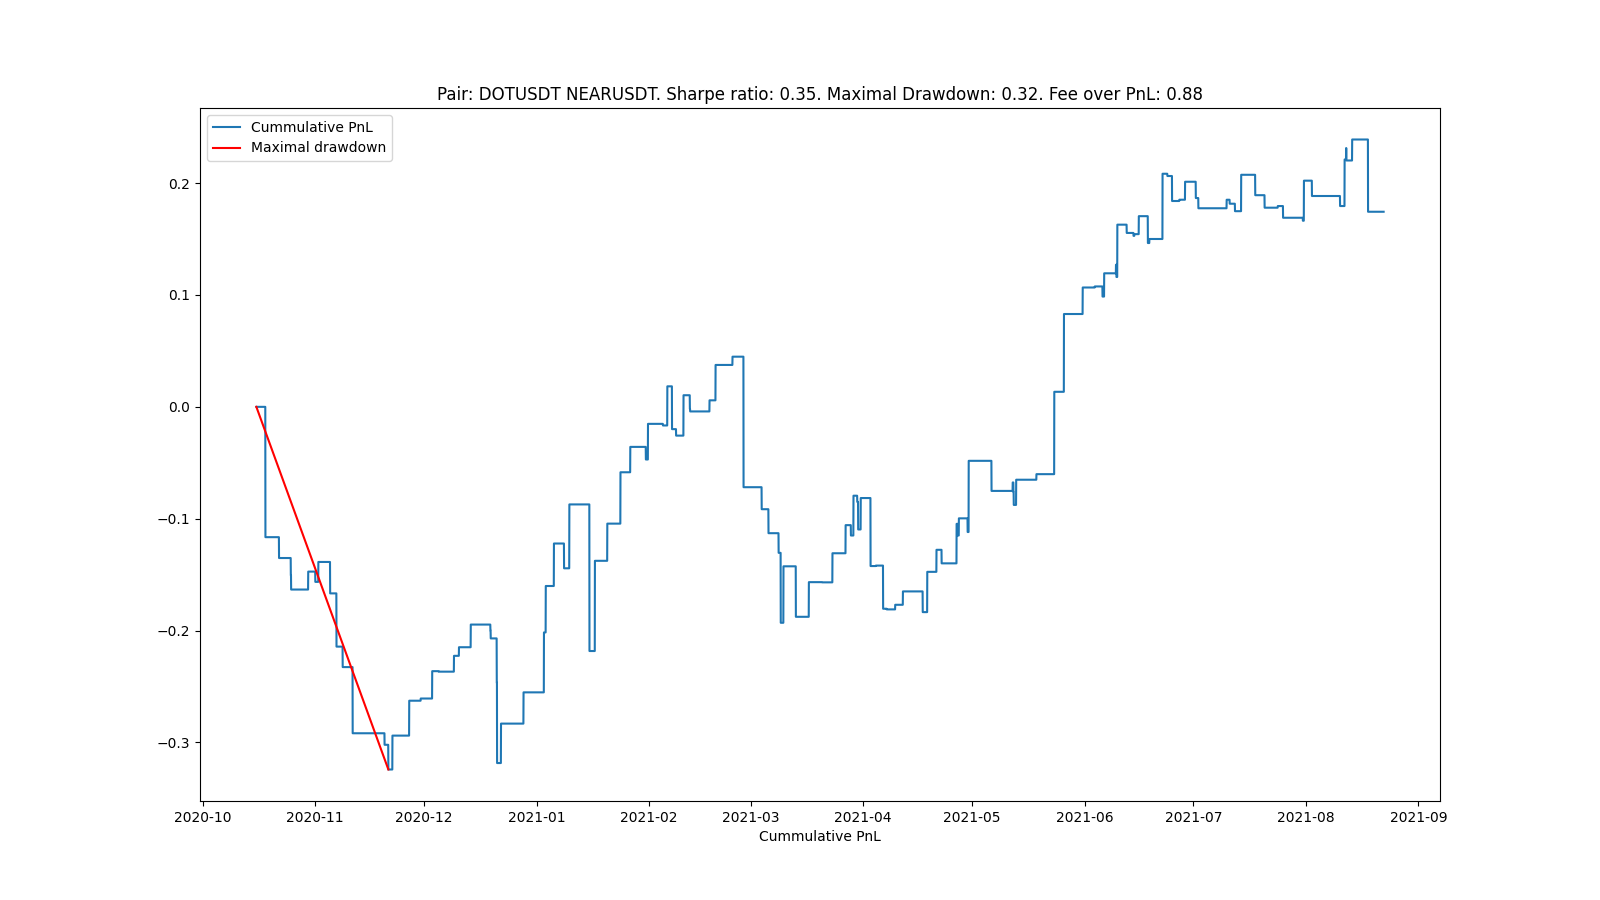 Pair: DOTUSDT NEARUSDT. Sharpe ratio: 0.35. Maximal Drawdown: 0.32. Fee over PnL: 0.88
Cummulative PnL
Maximal drawdown
0.2
0.1
0.0
−0.1
−0.2
−0.3
2020-10 2020-11 2020-12 2021-01 2021-02 2021-03 2021-04 2021-05 2021-06 2021-07 2021-08 2021-09
Cummulative PnL